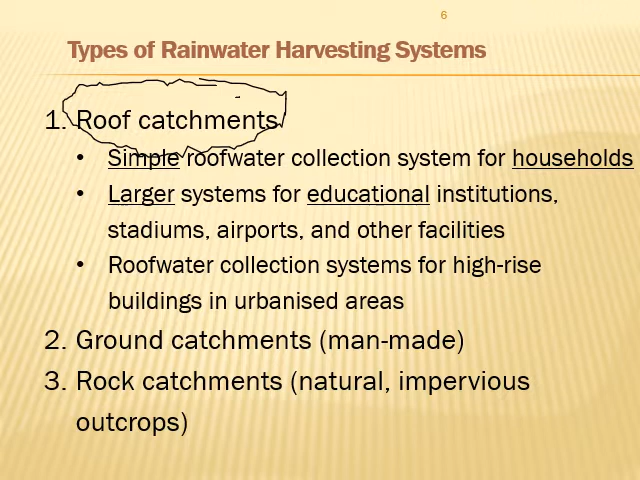 6
Types of Rainwater Harvesting Systems
1. Roof catchments
• Simple roofwater collection system for households
• Larger systems for educational institutions,
stadiums, airports, and other facilities
• Roofwater collection systems for high-rise
buildings in urbanised areas
2. Ground catchments (man-made)
3. Rock catchments (natural, impervious
outcrops)